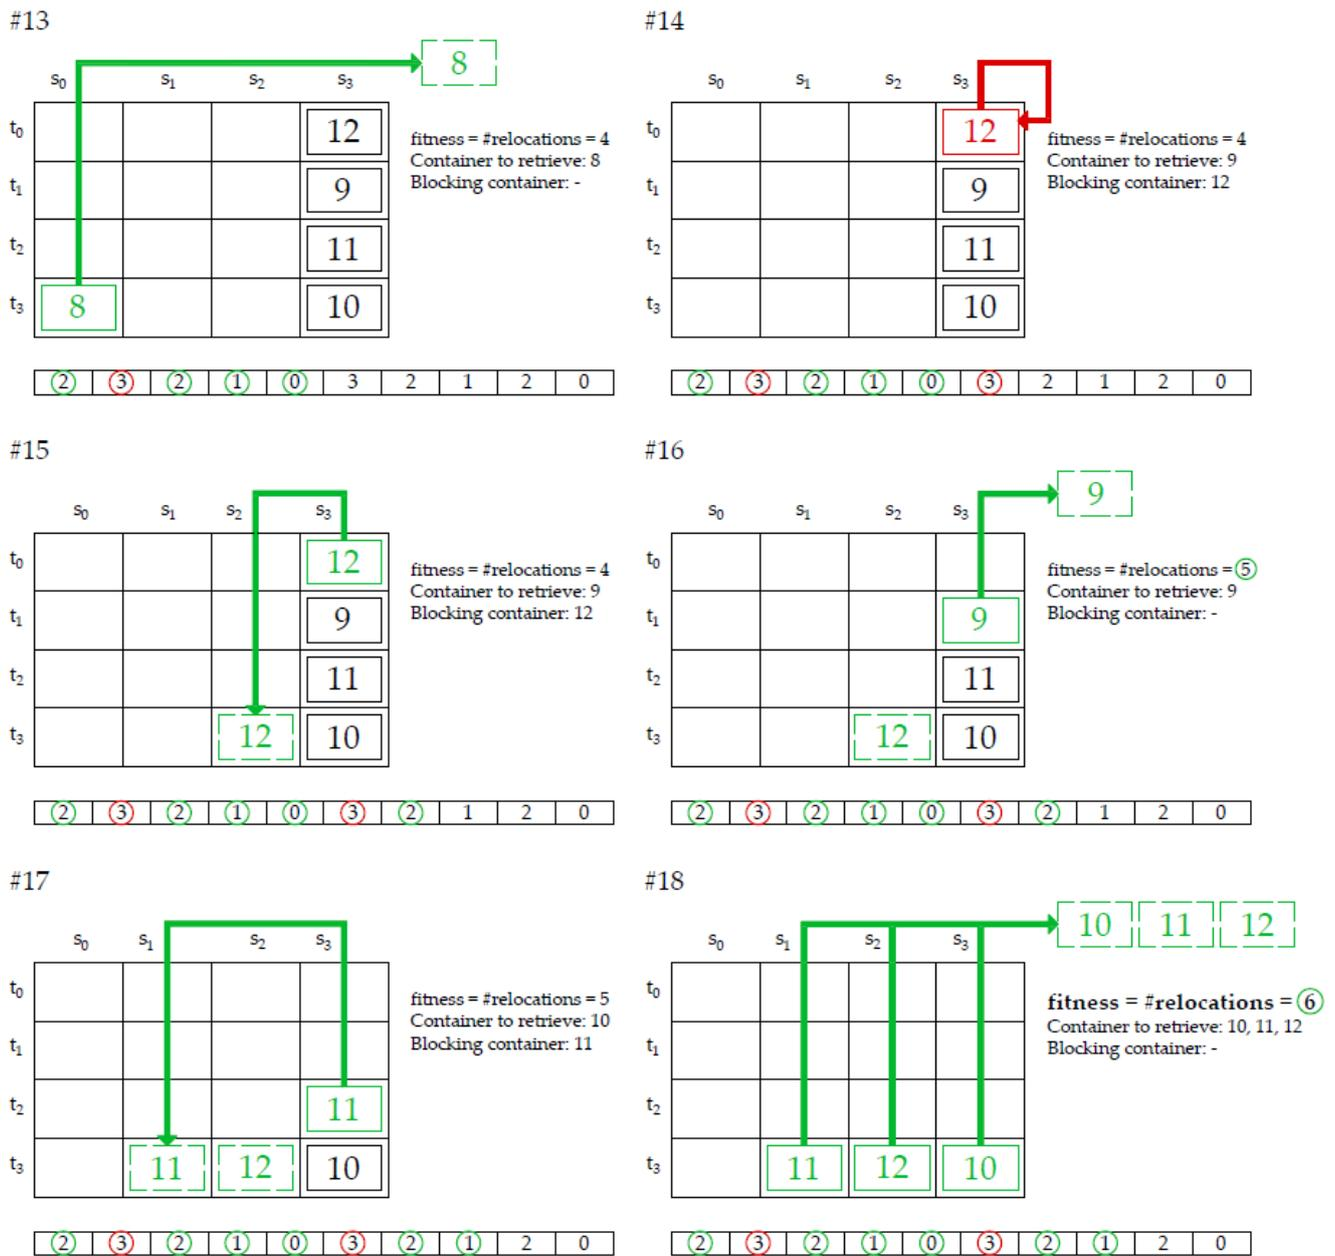 #13
8
s0 s1 s2 s3
t0 12
t1 9
t2 11
t3 8 10
fitness = #relocations = 4
Container to retrieve: 8
Blocking container: -
2 3 2 1 0 3 2 1 2 0
#14
s0 s1 s2 s3
t0 12
t1 9
t2 11
t3 10
fitness = #relocations = 4
Container to retrieve: 9
Blocking container: 12
2 3 2 1 0 3 2 1 2 0
#15
s0 s1 s2 s3
t0 12
t1 9
t2 11
t3 12 10
fitness = #relocations = 4
Container to retrieve: 9
Blocking container: 12
2 3 2 1 0 3 2 1 2 0
#16
9
s0 s1 s2 s3
t0
t1 9
t2 11
t3 12 10
fitness = #relocations = 5
Container to retrieve: 9
Blocking container: -
2 3 2 1 0 3 2 1 2 0
#17
s0 s1 s2 s3
t0
t1
t2 11
t3 11 12 10
fitness = #relocations = 5
Container to retrieve: 10
Blocking container: 11
2 3 2 1 0 3 2 1 2 0
#18
10 11 12
s0 s1 s2 s3
t0
t1
t2
t3 11 12 10
fitness = #relocations = 6
Container to retrieve: 10, 11, 12
Blocking container: -
2 3 2 1 0 3 2 1 2 0